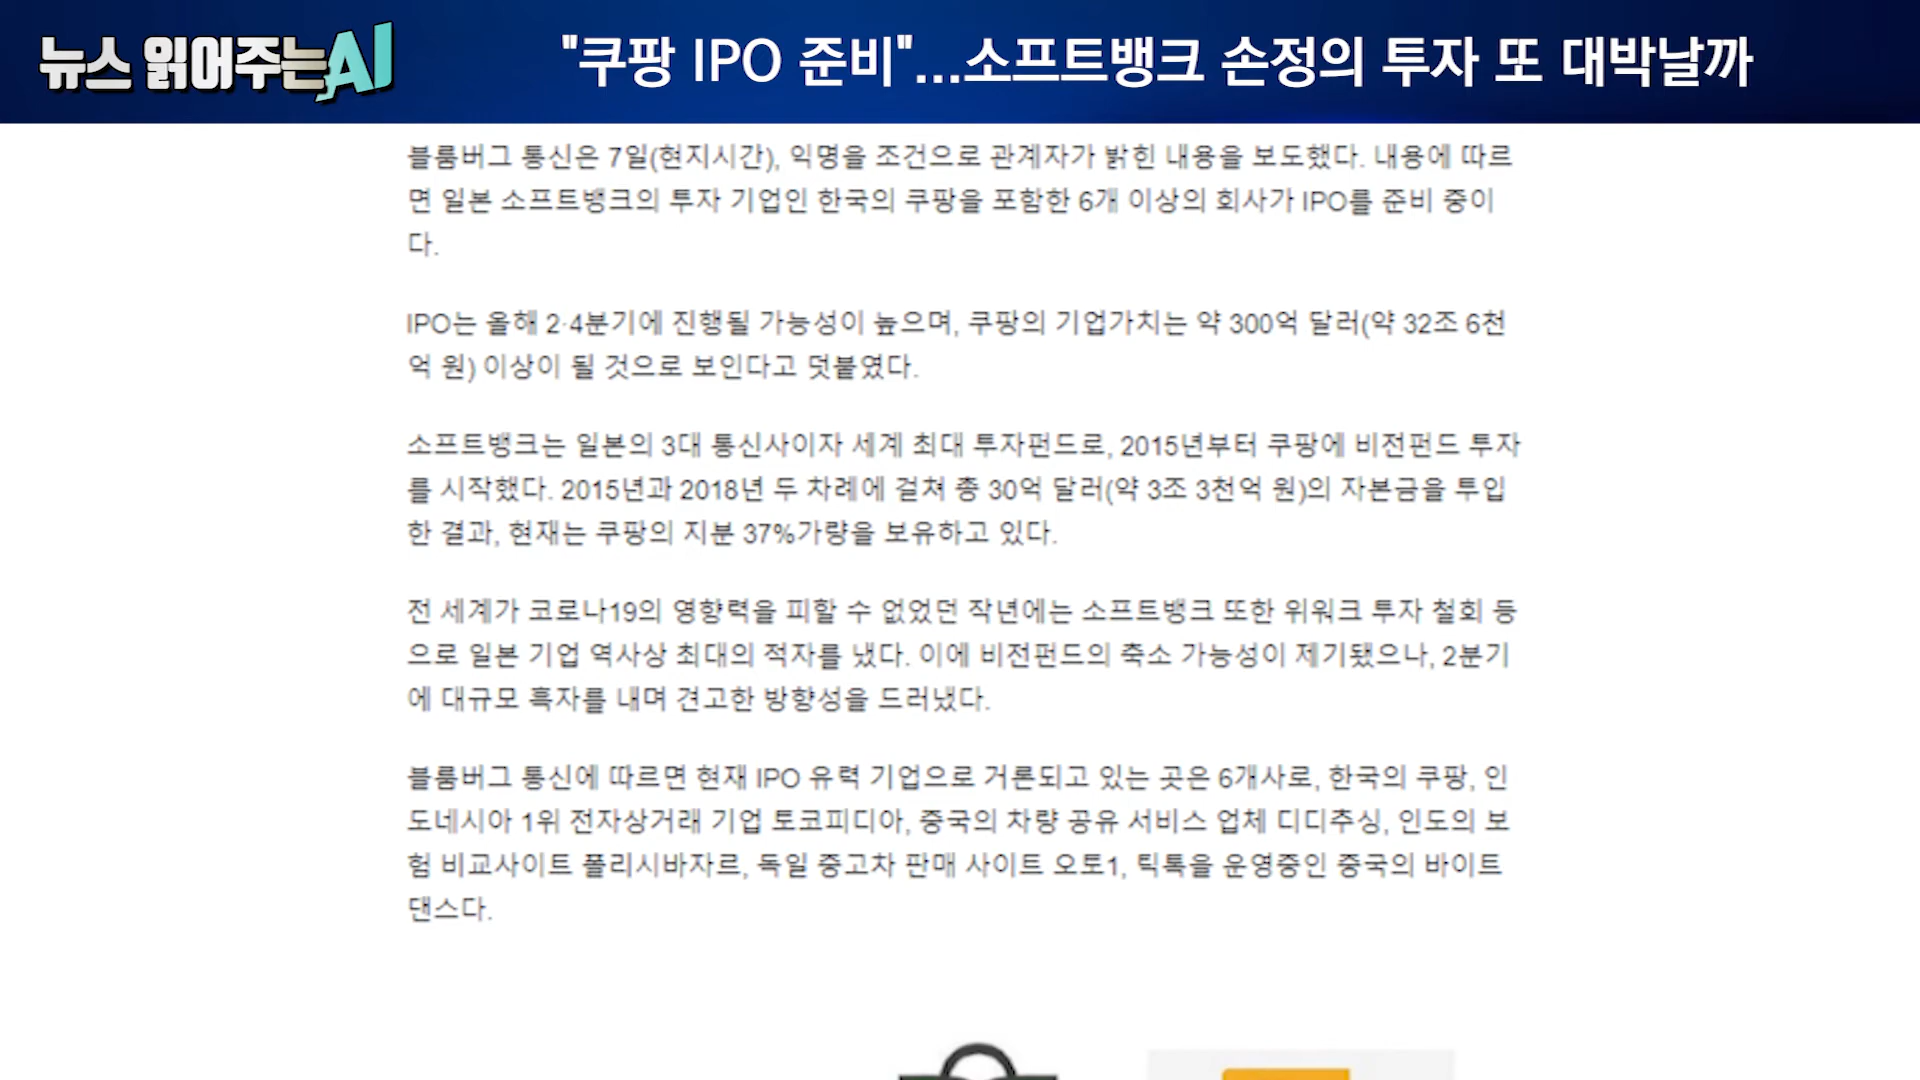 뉴스 읽어주는AI
"쿠팡 IPO 준비"...소프트뱅크 손정의 투자 또 대박날까
블룸버그 통신은 7일(현지시간), 익명을 조건으로 관계자가 밝힌 내용을 보도했다. 내용에 따르
면 일본 소프트뱅크의 투자 기업인 한국의 쿠팡을 포함한 6개 이상의 회사가 IPO를 준비 중이
다.
IPO는 올해 2·4분기에 진행될 가능성이 높으며, 쿠팡의 기업가치는 약 300억 달러(약 32조 6천
억 원) 이상이 될 것으로 보인다고 덧붙였다.
소프트뱅크는 일본의 3대 통신사이자 세계 최대 투자펀드로, 2015년부터 쿠팡에 비전펀드 투자
를 시작했다. 2015년과 2018년 두 차례에 걸쳐 총 30억 달러(약 3조 3천억 원)의 자본금을 투입
한 결과, 현재는 쿠팡의 지분 37%가량을 보유하고 있다.
전 세계가 코로나19의 영향력을 피할 수 없었던 작년에는 소프트뱅크 또한 위워크 투자 철회 등
으로 일본 기업 역사상 최대의 적자를 냈다. 이에 비전펀드의 축소 가능성이 제기됐으나, 2분기
에 대규모 흑자를 내며 견고한 방향성을 드러냈다.
블룸버그 통신에 따르면 현재 IPO 유력 기업으로 거론되고 있는 곳은 6개사로, 한국의 쿠팡, 인
도네시아 1위 전자상거래 기업 토코피디아, 중국의 차량 공유 서비스 업체 디디추싱, 인도의 보
험 비교사이트 폴리시바자르, 독일 중고차 판매 사이트 오토1, 틱톡을 운영중인 중국의 바이트
댄스다.